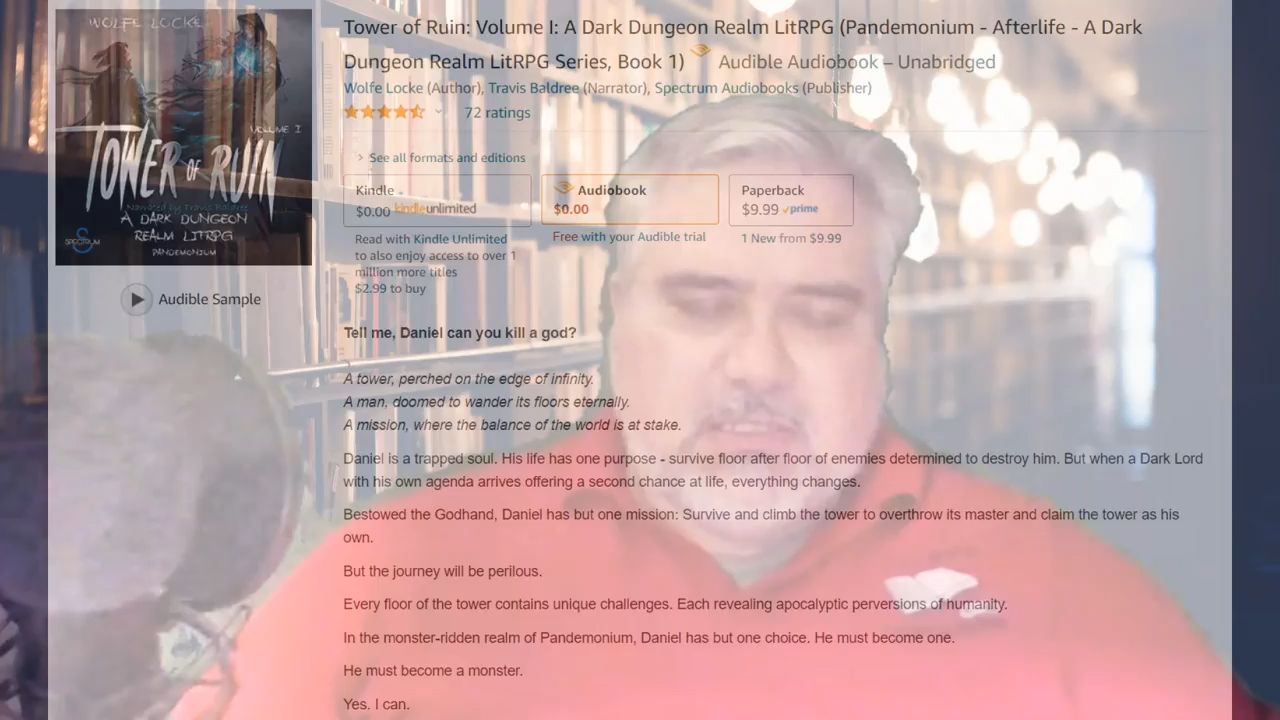 WOLFE LOCKE
VOLUME I
TOWER OF RUIN
Narrated by Travis Baldree
A DARK DUNGEON
REALM LITRPG
PANDEMONIUM
SPECTRUM
Audible Sample
Tower of Ruin: Volume I: A Dark Dungeon Realm LitRPG (Pandemonium - Afterlife - A Dark
Dungeon Realm LitRPG Series, Book 1) Audible Audiobook – Unabridged
Wolfe Locke (Author), Travis Baldree (Narrator), Spectrum Audiobooks (Publisher)
72 ratings
See all formats and editions
Kindle
$0.00 kindleunlimited
Read with Kindle Unlimited
to also enjoy access to over 1
million more titles
$2.99 to buy
Audiobook
$0.00
Free with your Audible trial
Paperback
$9.99 prime
1 New from $9.99
Tell me, Daniel can you kill a god?
A tower, perched on the edge of infinity.
A man, doomed to wander its floors eternally.
A mission, where the balance of the world is at stake.
Daniel is a trapped soul. His life has one purpose - survive floor after floor of enemies determined to destroy him. But when a Dark Lord
with his own agenda arrives offering a second chance at life, everything changes.
Bestowed the Godhand, Daniel has but one mission: Survive and climb the tower to overthrow its master and claim the tower as his
own.
But the journey will be perilous.
Every floor of the tower contains unique challenges. Each revealing apocalyptic perversions of humanity.
In the monster-ridden realm of Pandemonium, Daniel has but one choice. He must become one.
He must become a monster.
Yes. I can.